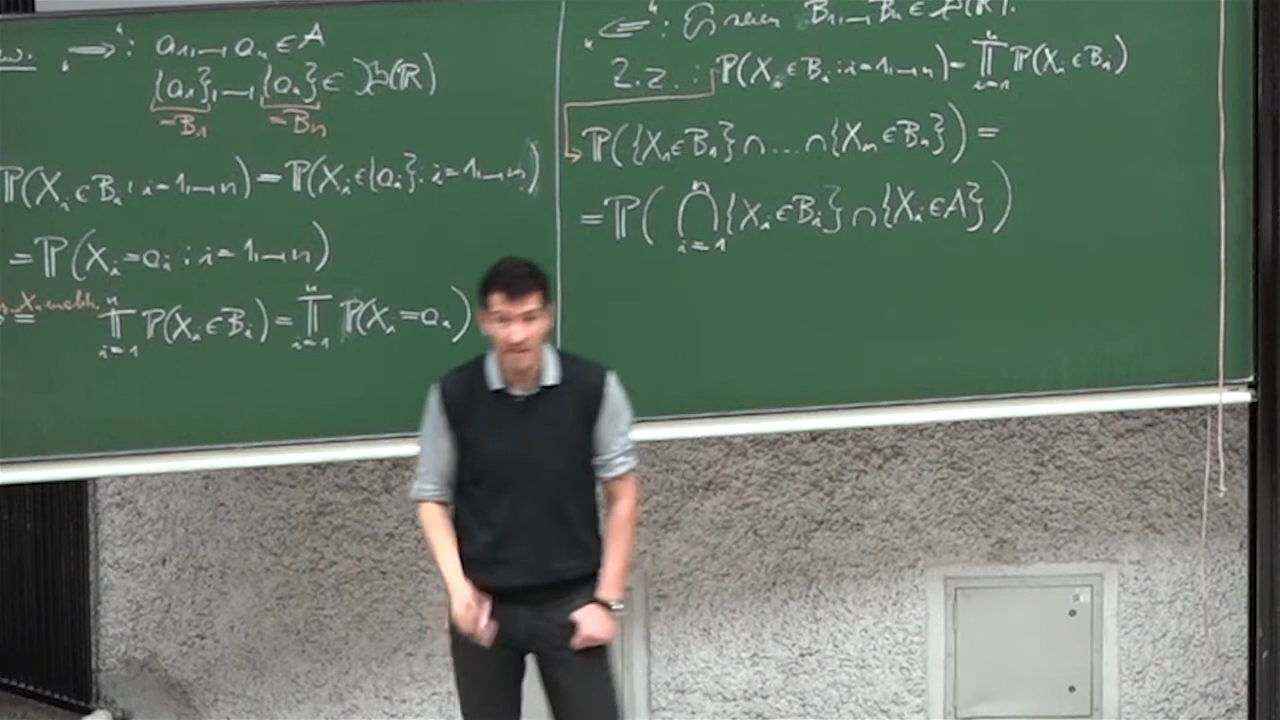 "⟹": a₁,…,aₙ ∈ A
{a₁},…,{aₙ} ∈ 𝓑(ℝ)
=B₁ =Bₙ
ℙ(Xᵢ∈Bᵢ : i=1,…,n) = ℙ(Xᵢ∈{aᵢ} : i=1,…,n)
= ℙ(Xᵢ=aᵢ : i=1,…,n)
= ∏ᵢ₌₁ⁿ ℙ(Xᵢ∈Bᵢ) = ∏ᵢ₌₁ⁿ ℙ(Xᵢ=aᵢ)
"⟸": seien B₁,…,Bₙ ∈ 𝓑(ℝ).
Z.z.: ℙ(Xᵢ∈Bᵢ : i=1,…,n) = ∏ᵢ₌₁ⁿ ℙ(Xᵢ∈Bᵢ)
ℙ({X₁∈B₁}∩…∩{Xₙ∈Bₙ}) =
= ℙ(⋂ᵢ₌₁ⁿ {Xᵢ∈Bᵢ}∩{Xᵢ∈A})